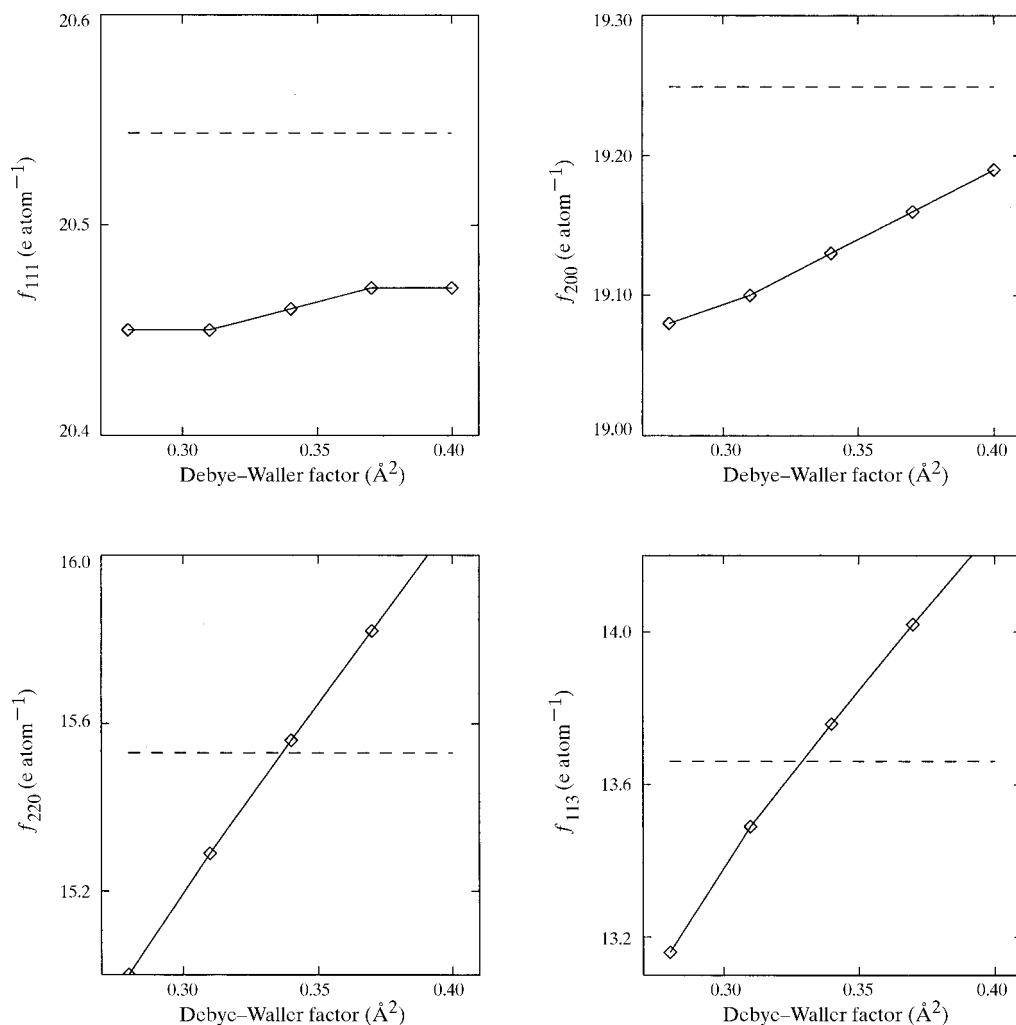 20.6
20.5
20.4
f111 (e atom−1)
0.30 0.35 0.40
Debye–Waller factor (Å2)
19.30
19.20
19.10
19.00
f200 (e atom−1)
0.30 0.35 0.40
Debye–Waller factor (Å2)
16.0
15.6
15.2
f220 (e atom−1)
0.30 0.35 0.40
Debye–Waller factor (Å2)
14.0
13.6
13.2
f113 (e atom−1)
0.30 0.35 0.40
Debye–Waller factor (Å2)